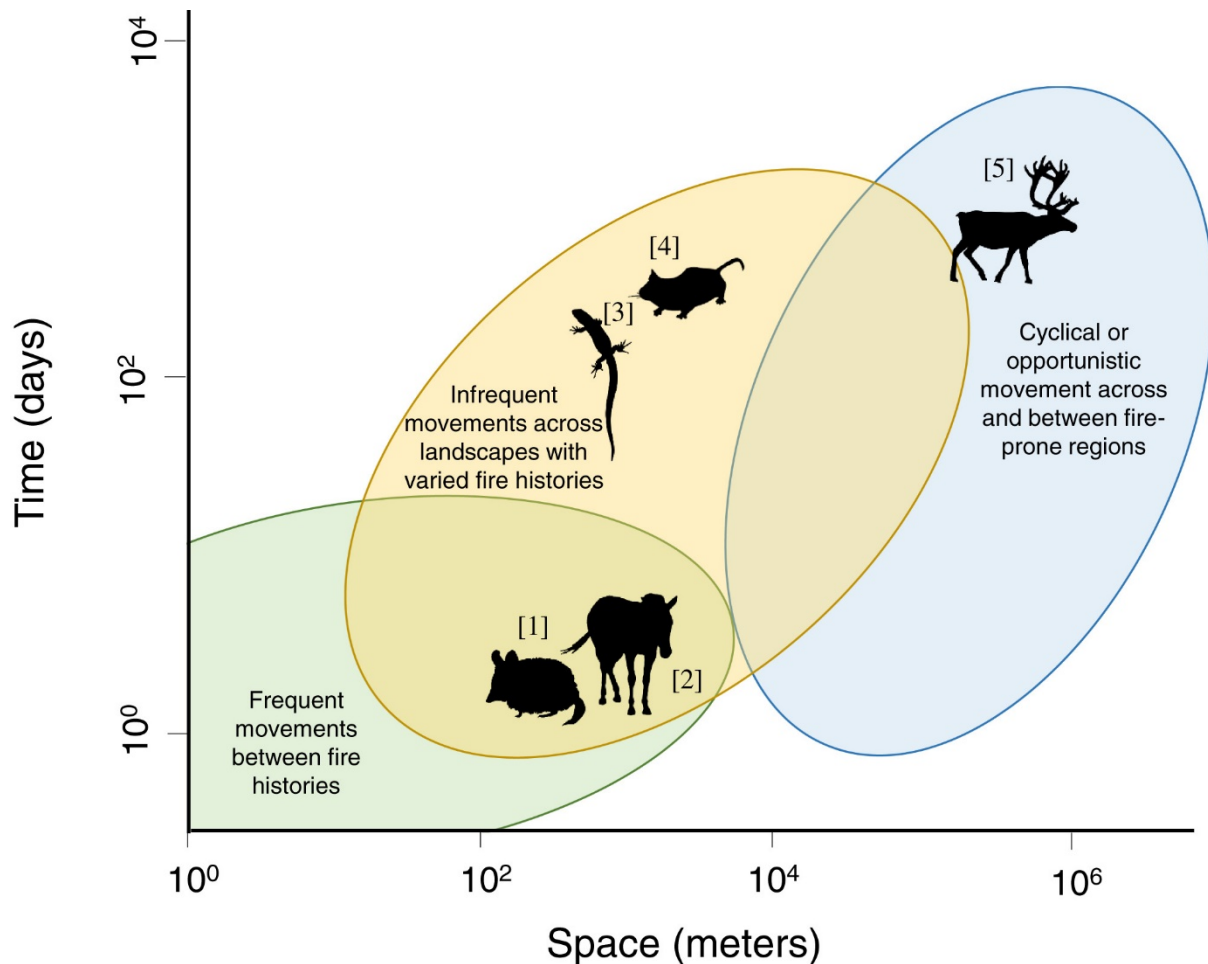 Time (days)
10⁴
10²
10⁰
[5]
[4]
[3]
Cyclical or
opportunistic
movement across
and between fire-
prone regions
Infrequent
movements across
landscapes with
varied fire histories
[1]
[2]
Frequent
movements
between fire
histories
10⁰
10²
10⁴
10⁶
Space (meters)